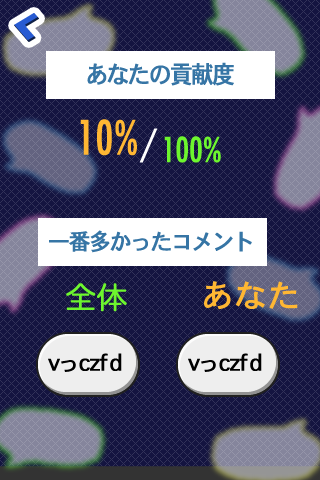 あなたの貢献度
10%/100%
一番多かったコメント
全体 あなた
vっczfd vっczfd